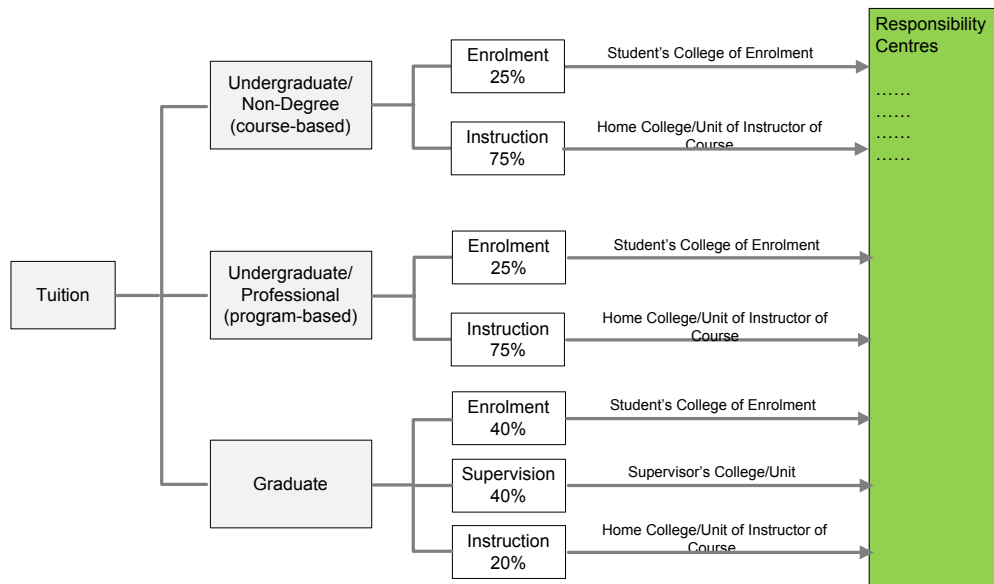 Tuition
Undergraduate/
Non-Degree
(course-based)
Enrolment
25%
Student's College of Enrolment
Instruction
75%
Home College/Unit of Instructor of
Course
Undergraduate/
Professional
(program-based)
Enrolment
25%
Student's College of Enrolment
Instruction
75%
Home College/Unit of Instructor of
Course
Graduate
Enrolment
40%
Student's College of Enrolment
Supervision
40%
Supervisor's College/Unit
Instruction
20%
Home College/Unit of Instructor of
Course
Responsibility
Centres
……
……
……
……